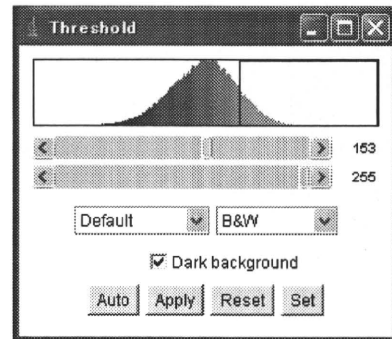 Threshold
153
255
Default B&W
Dark background
Auto Apply Reset Set